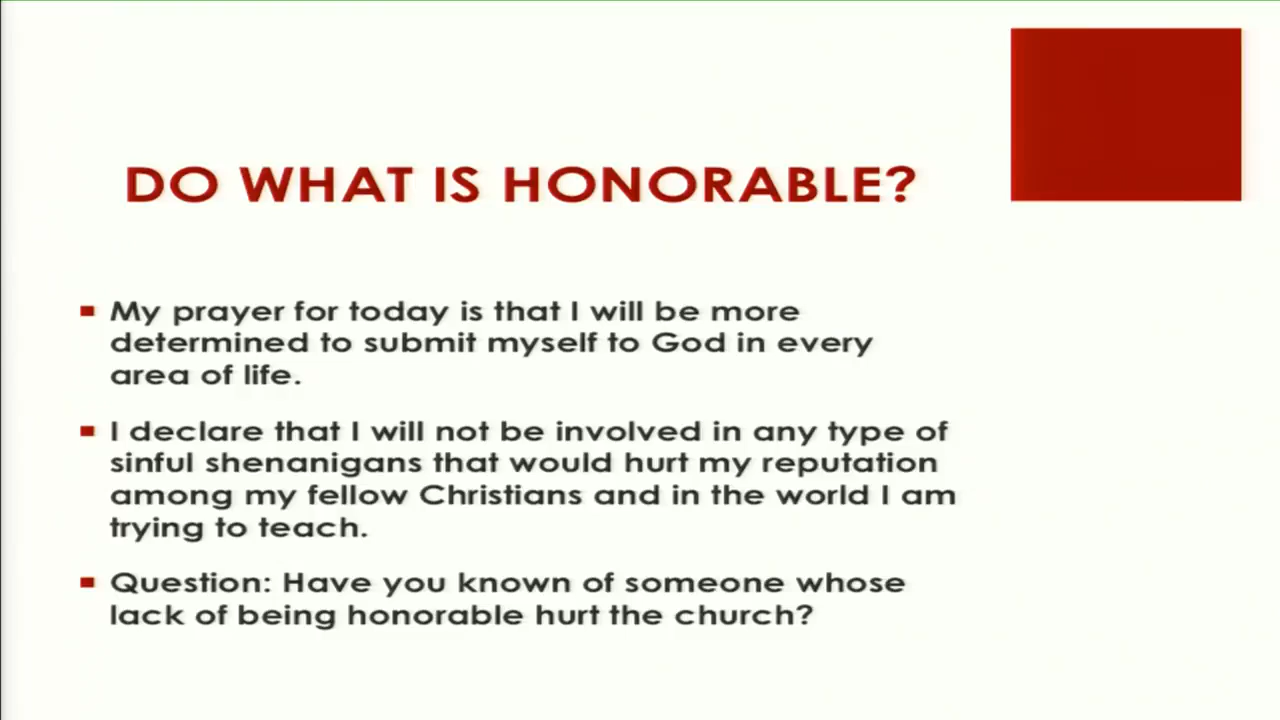 DO WHAT IS HONORABLE?
My prayer for today is that I will be more
determined to submit myself to God in every
area of life.
I declare that I will not be involved in any type of
sinful shenanigans that would hurt my reputation
among my fellow Christians and in the world I am
trying to teach.
Question: Have you known of someone whose
lack of being honorable hurt the church?